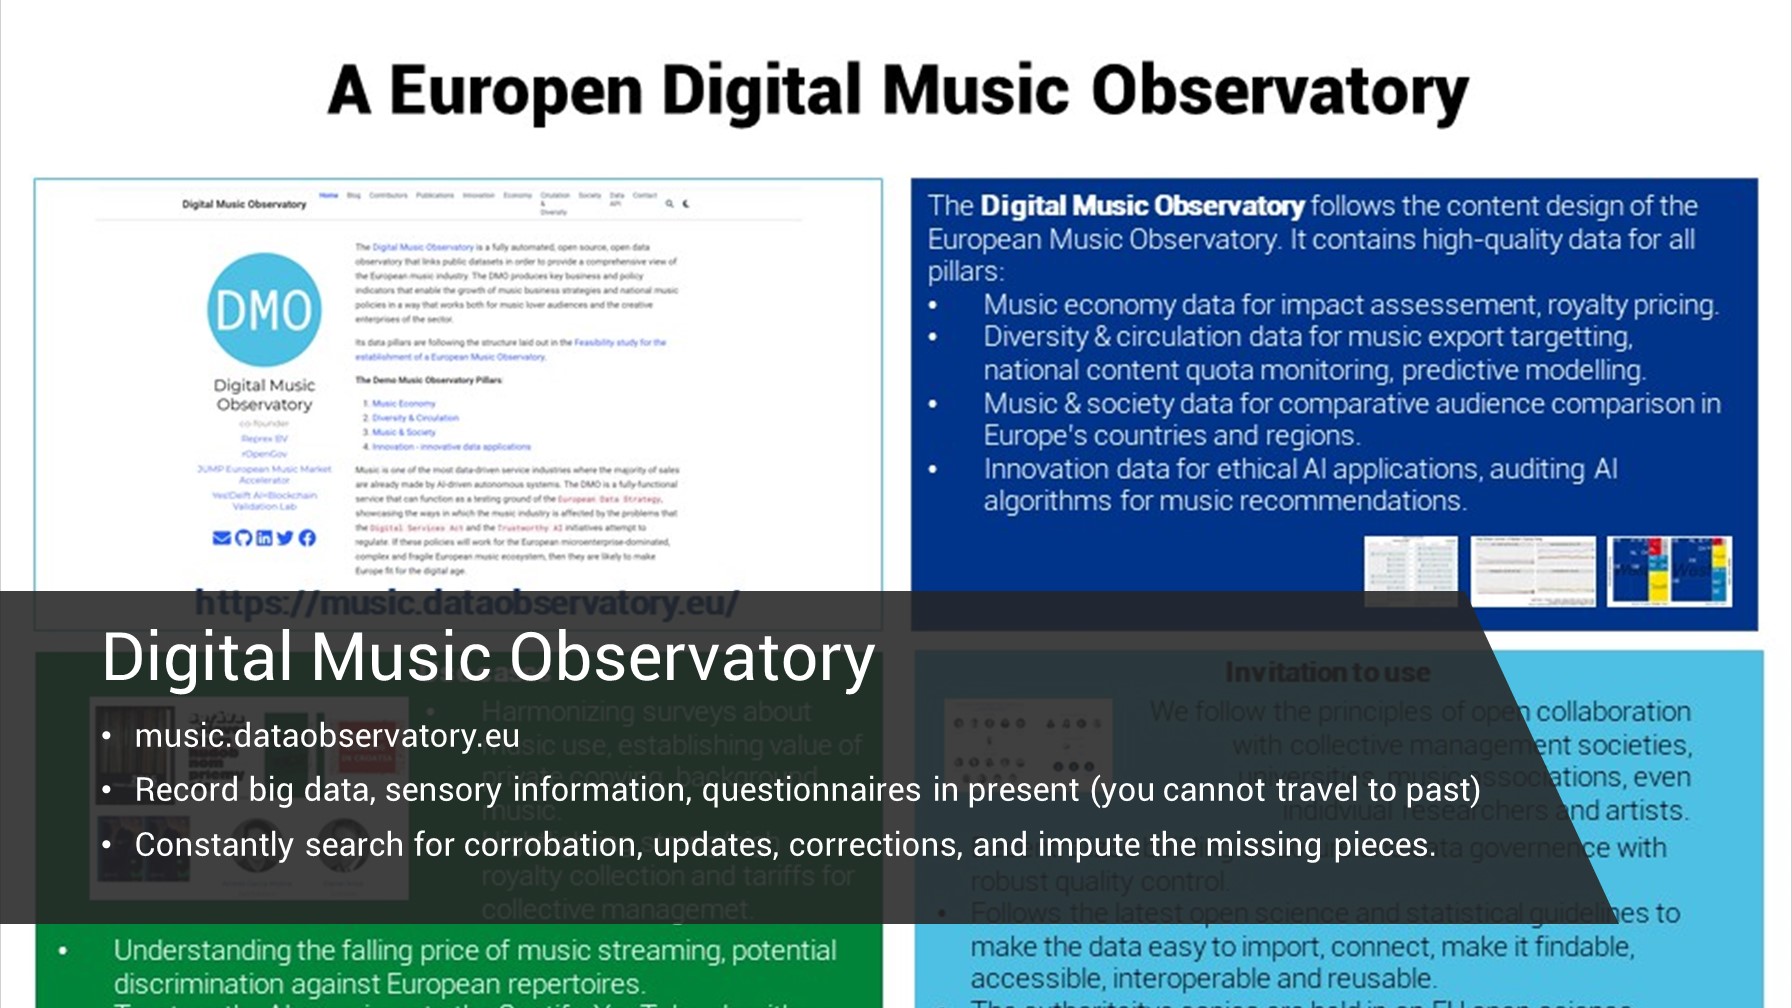 A Europen Digital Music Observatory
Digital Music Observatory
Home Blog Contributors Publications Innovation Economy Circulation & Diversity Society Data API Contact
DMO
Digital Music
Observatory
co-founder
Reprex BV
rOpenGov
JUMP European Music Market
Accelerator
Yes!Delft AI+Blockchain
Validation Lab
The Digital Music Observatory is a fully automated, open source, open data
observatory that links public datasets in order to provide a comprehensive view of
the European music industry. The DMO produces key business and policy
indicators that enable the growth of music business strategies and national music
policies in a way that works both for music lover audiences and the creative
enterprises of the sector.
Its data pillars are following the structure laid out in the Feasibility study for the
establishment of a European Music Observatory.
The Demo Music Observatory Pillars
1. Music Economy
2. Diversity & Circulation
3. Music & Society
4. Innovation - innovative data applications
Music is one of the most data-driven service industries where the majority of sales
are already made by AI-driven autonomous systems. The DMO is a fully-functional
service that can function as a testing ground of the European Data Strategy,
showcasing the ways in which the music industry is affected by the problems that
the Digital Services Act and the Trustworthy AI initiatives attempt to
regulate. If these policies will work for the European microenterprise-dominated,
complex and fragile European music ecosystem, then they are likely to make
Europe fit for the digital age.
https://music.dataobservatory.eu/
The Digital Music Observatory follows the content design of the
European Music Observatory. It contains high-quality data for all
pillars:
• Music economy data for impact assessement, royalty pricing.
• Diversity & circulation data for music export targetting,
national content quota monitoring, predictive modelling.
• Music & society data for comparative audience comparison in
Europe's countries and regions.
• Innovation data for ethical AI applications, auditing AI
algorithms for music recommendations.
Digital Music Observatory
• music.dataobservatory.eu
• Record big data, sensory information, questionnaires in present (you cannot travel to past)
• Constantly search for corrobation, updates, corrections, and impute the missing pieces.
• Harmonizing surveys about
music use, establishing value of
private copying, background
music.
royalty collection and tariffs for
collective managemet.
• Understanding the falling price of music streaming, potential
discrimination against European repertoires.
Invitation to use
We follow the principles of open collaboration
with collective management societies,
universities, music associations, even
indidvidual researchers and artists.
data governence with
robust quality control.
• Follows the latest open science and statistical guidelines to
make the data easy to import, connect, make it findable,
accessible, interoperable and reusable.